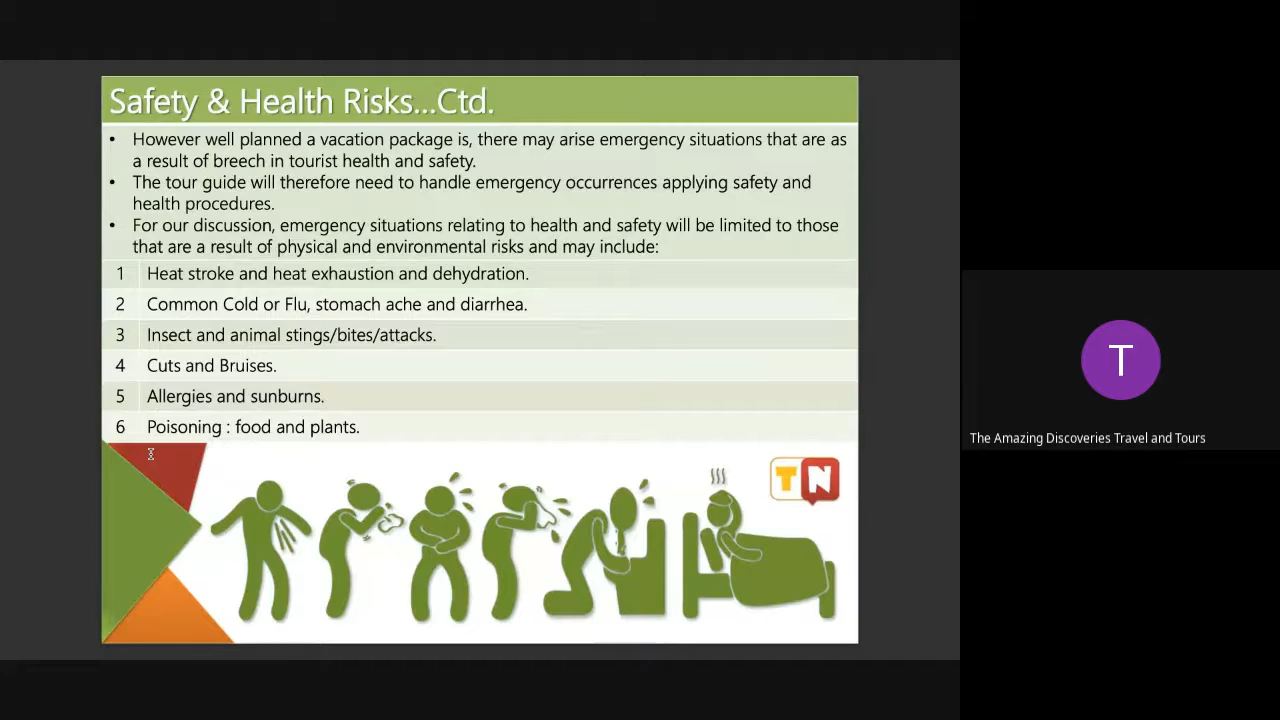 Safety & Health Risks...Ctd.
• However well planned a vacation package is, there may arise emergency situations that are as
a result of breech in tourist health and safety.
• The tour guide will therefore need to handle emergency occurrences applying safety and
health procedures.
• For our discussion, emergency situations relating to health and safety will be limited to those
that are a result of physical and environmental risks and may include:
1 Heat stroke and heat exhaustion and dehydration.
2 Common Cold or Flu, stomach ache and diarrhea.
3 Insect and animal stings/bites/attacks.
4 Cuts and Bruises.
5 Allergies and sunburns.
6 Poisoning : food and plants.
TN
T
The Amazing Discoveries Travel and Tours